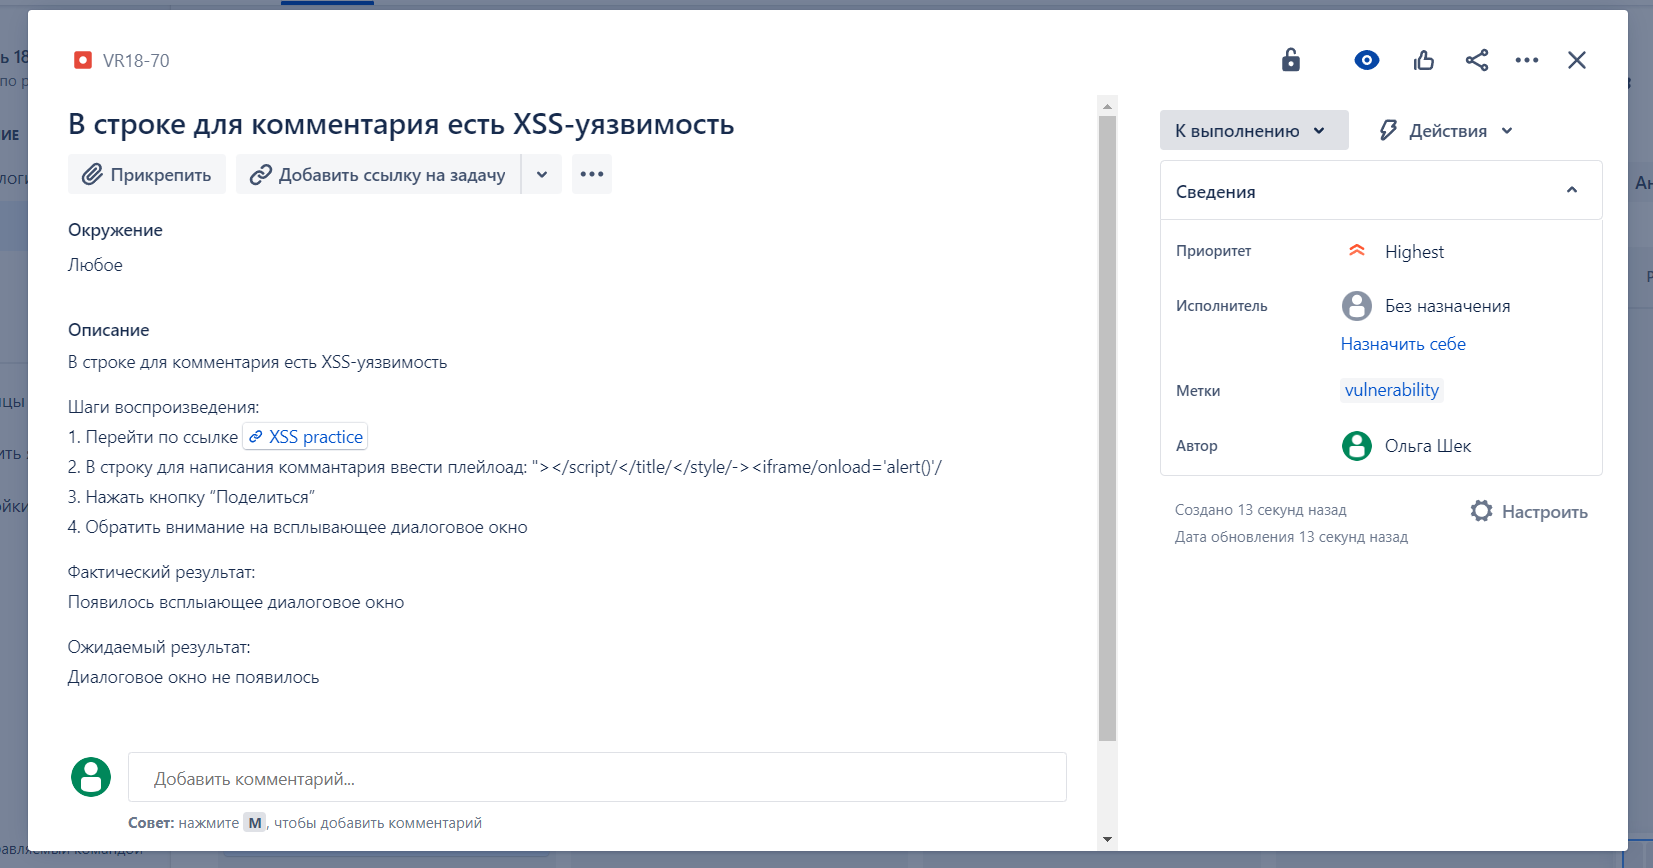 VR18-70
В строке для комментария есть XSS-уязвимость
Прикрепить
Добавить ссылку на задачу
Окружение
Любое
Описание
В строке для комментария есть XSS-уязвимость
Шаги воспроизведения:
1. Перейти по ссылке XSS practice
2. В строку для написания коммантария ввести плейлоад: "></script/</title/</style/-><iframe/onload='alert()'/
3. Нажать кнопку “Поделиться”
4. Обратить внимание на всплывающее диалоговое окно
Фактический результат:
Появилось всплыающее диалоговое окно
Ожидаемый результат:
Диалоговое окно не появилось
Добавить комментарий...
Совет: нажмите M, чтобы добавить комментарий
К выполнению
Действия
Сведения
Приоритет Highest
Исполнитель Без назначения
Назначить себе
Метки vulnerability
Автор Ольга Шек
Создано 13 секунд назад
Настроить
Дата обновления 13 секунд назад